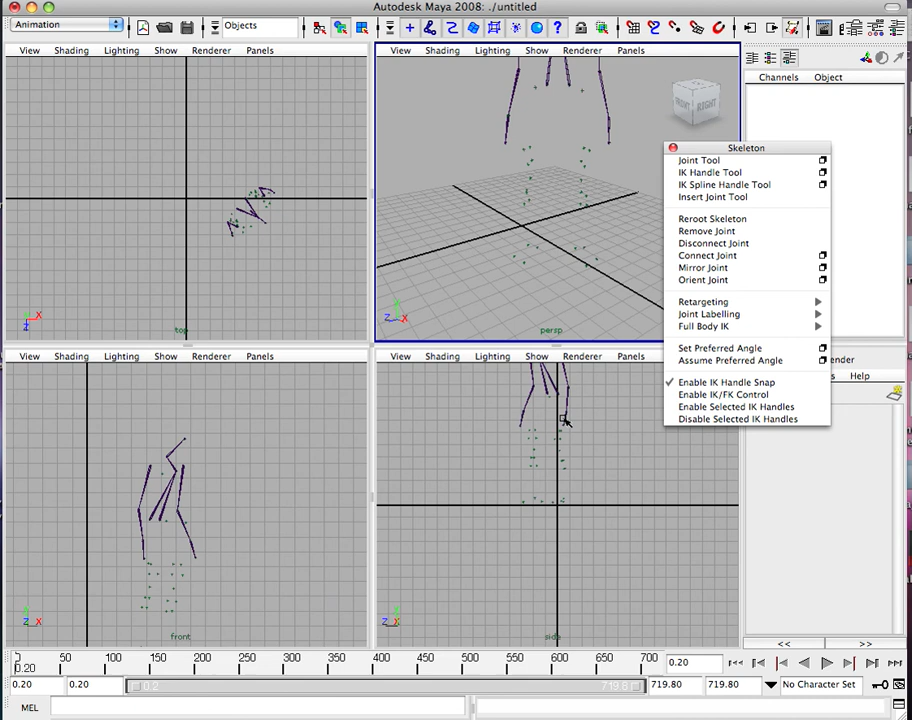 Autodesk Maya 2008: ./untitled
Animation
Objects
View Shading Lighting Show Renderer Panels
View Shading Lighting Show Renderer Panels
Channels Object
RIGHT
Skeleton
Joint Tool
IK Handle Tool
IK Spline Handle Tool
Insert Joint Tool
Reroot Skeleton
Remove Joint
Disconnect Joint
Connect Joint
Mirror Joint
Orient Joint
Retargeting
Joint Labelling
Full Body IK
Set Preferred Angle
Assume Preferred Angle
Enable IK Handle Snap
Enable IK/FK Control
Enable Selected IK Handles
Disable Selected IK Handles
X
Z
top
Z X
persp
View Shading Lighting Show Renderer Panels
View Shading Lighting Show Renderer Panels
ender
s Help
Z X
front
Z X
side
<< >>
0.20 50 100 150 200 250 300 350 400 450 500 550 600 650 700 0.20
0.20 0.20 0.2 719.8 719.80 719.80 No Character Set
MEL